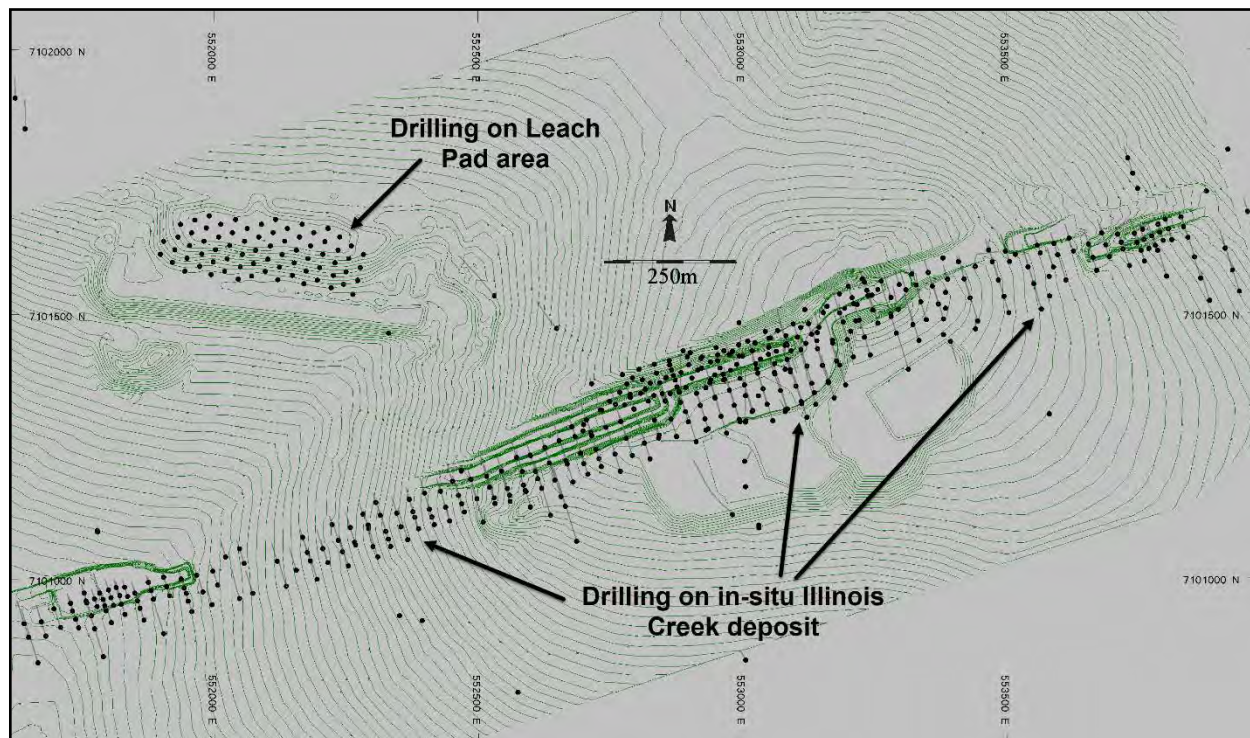 7102000 N
552000 E
552500 E
553000 E
553500 E
Drilling on Leach
Pad area
N
250m
7101500 N
7101500 N
7101000 N
7101000 N
Drilling on in-situ Illinois
Creek deposit
552000 E
552500 E
553000 E
553500 E